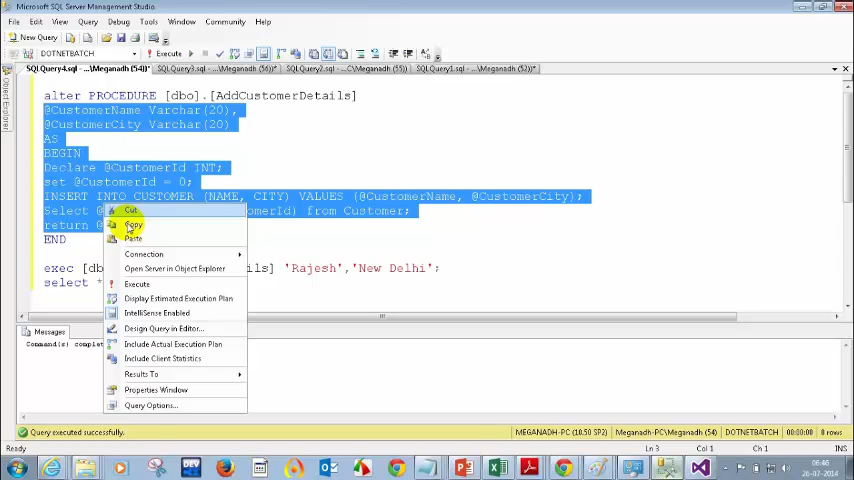 Microsoft SQL Server Management Studio
File Edit View Query Debug Tools Window Community Help
New Query
DOTNETBATCH Execute
SQLQuery4.sql - ...\Meganadh (54))* SQLQuery3.sql - ...\Meganadh (56))* SQLQuery2.sql - ...C\Meganadh (55)) SQLQuery1.sql - ...\Meganadh (52))*
Object Explorer
alter PROCEDURE [dbo].[AddCustomerDetails]
@CustomerName Varchar(20),
@CustomerCity Varchar(20)
AS
BEGIN
Declare @CustomerId INT;
set @CustomerId = 0;
INSERT INTO CUSTOMER (NAME, CITY) VALUES (@CustomerName, @CustomerCity);
Select @ omerId) from Customer;
return @
END
exec [db ls] 'Rajesh','New Delhi';
select *
Cut
Copy
Paste
Connection
Open Server in Object Explorer
Execute
Display Estimated Execution Plan
IntelliSense Enabled
Design Query in Editor...
Include Actual Execution Plan
Include Client Statistics
Results To
Properties Window
Query Options...
Messages
Command(s) complet
Query executed successfully. MEGANADH-PC (10.50 SP2) Meganadh-PC\Meganadh (54) DOTNETBATCH 00:00:00 0 rows
Ready Ln 3 Col 1 Ch 1 INS
DEV
06:46
26-07-2014